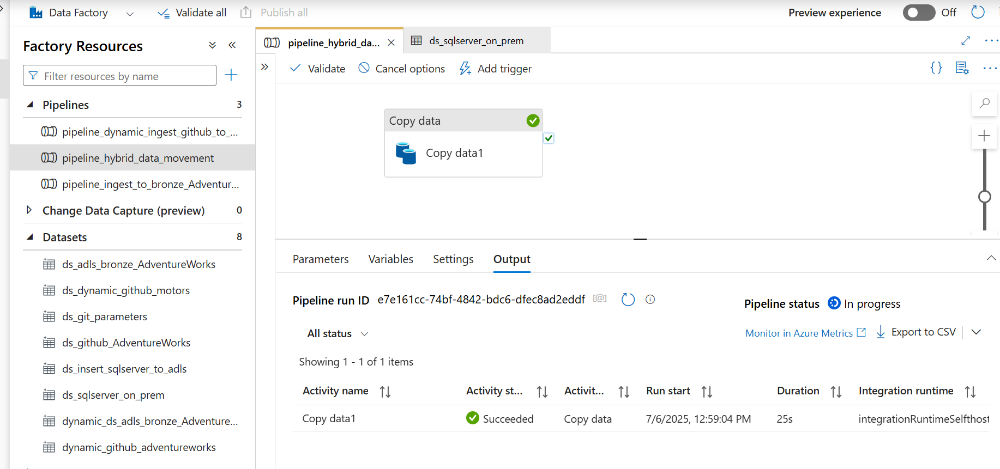 Data Factory
Validate all
Publish all
Preview experience
Off
Factory Resources
Filter resources by name
Pipelines 3
pipeline_dynamic_ingest_github_to_...
pipeline_hybrid_data_movement
pipeline_ingest_to_bronze_Adventur...
Change Data Capture (preview) 0
Datasets 8
ds_adls_bronze_AdventureWorks
ds_dynamic_github_motors
ds_git_parameters
ds_github_AdventureWorks
ds_insert_sqlserver_to_adls
ds_sqlserver_on_prem
dynamic_ds_adls_bronze_Adventure...
dynamic_github_adventureworks
pipeline_hybrid_da...
ds_sqlserver_on_prem
Validate
Cancel options
Add trigger
Copy data
Copy data1
Parameters
Variables
Settings
Output
Pipeline run ID e7e161cc-74bf-4842-bdc6-dfec8ad2eddf
Pipeline status In progress
All status
Monitor in Azure Metrics
Export to CSV
Showing 1 - 1 of 1 items
Activity name Activity st... Activit... Run start Duration Integration runtime
Copy data1 Succeeded Copy data 7/6/2025, 12:59:04 PM 25s integrationRuntimeSelfthost